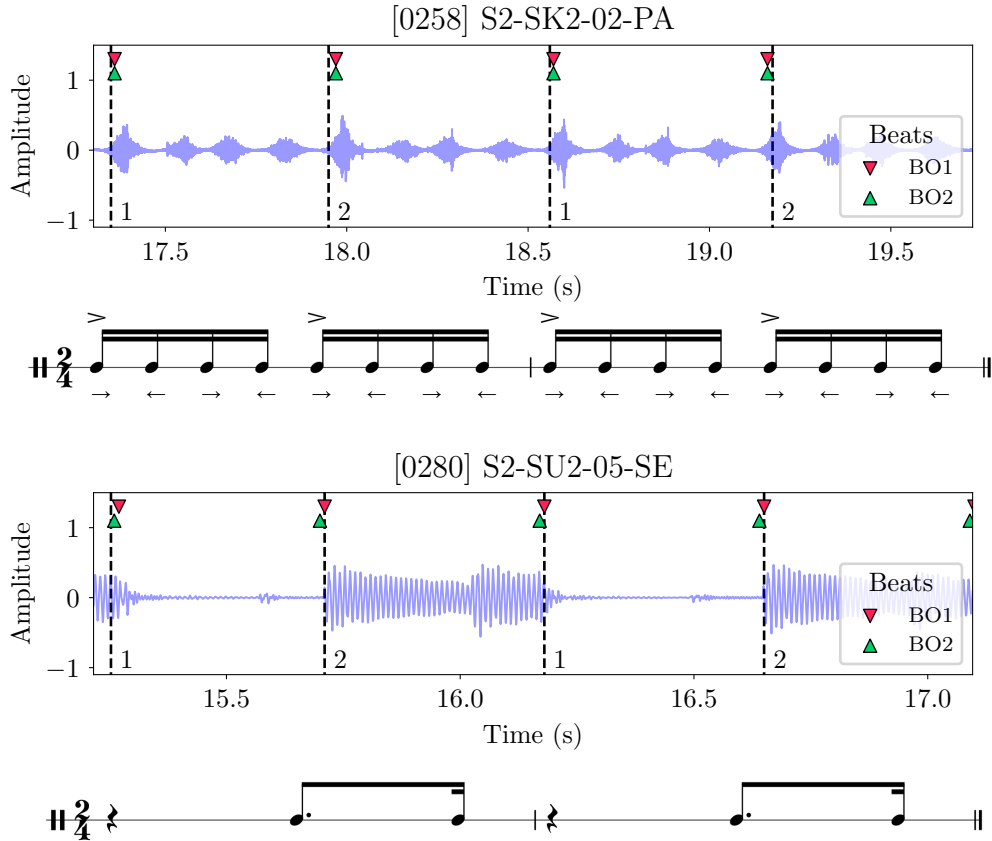 [0258] S2-SK2-02-PA
Amplitude
1
0
−1
1
2
1
2
Beats
BO1
BO2
17.5 18.0 18.5 19.0 19.5
Time (s)
> > > >
2
4
→ ← → ← → ← → ← → ← → ← → ← → ←
[0280] S2-SU2-05-SE
Amplitude
1
0
−1
1
2
1
2
Beats
BO1
BO2
15.5 16.0 16.5 17.0
Time (s)
2
4